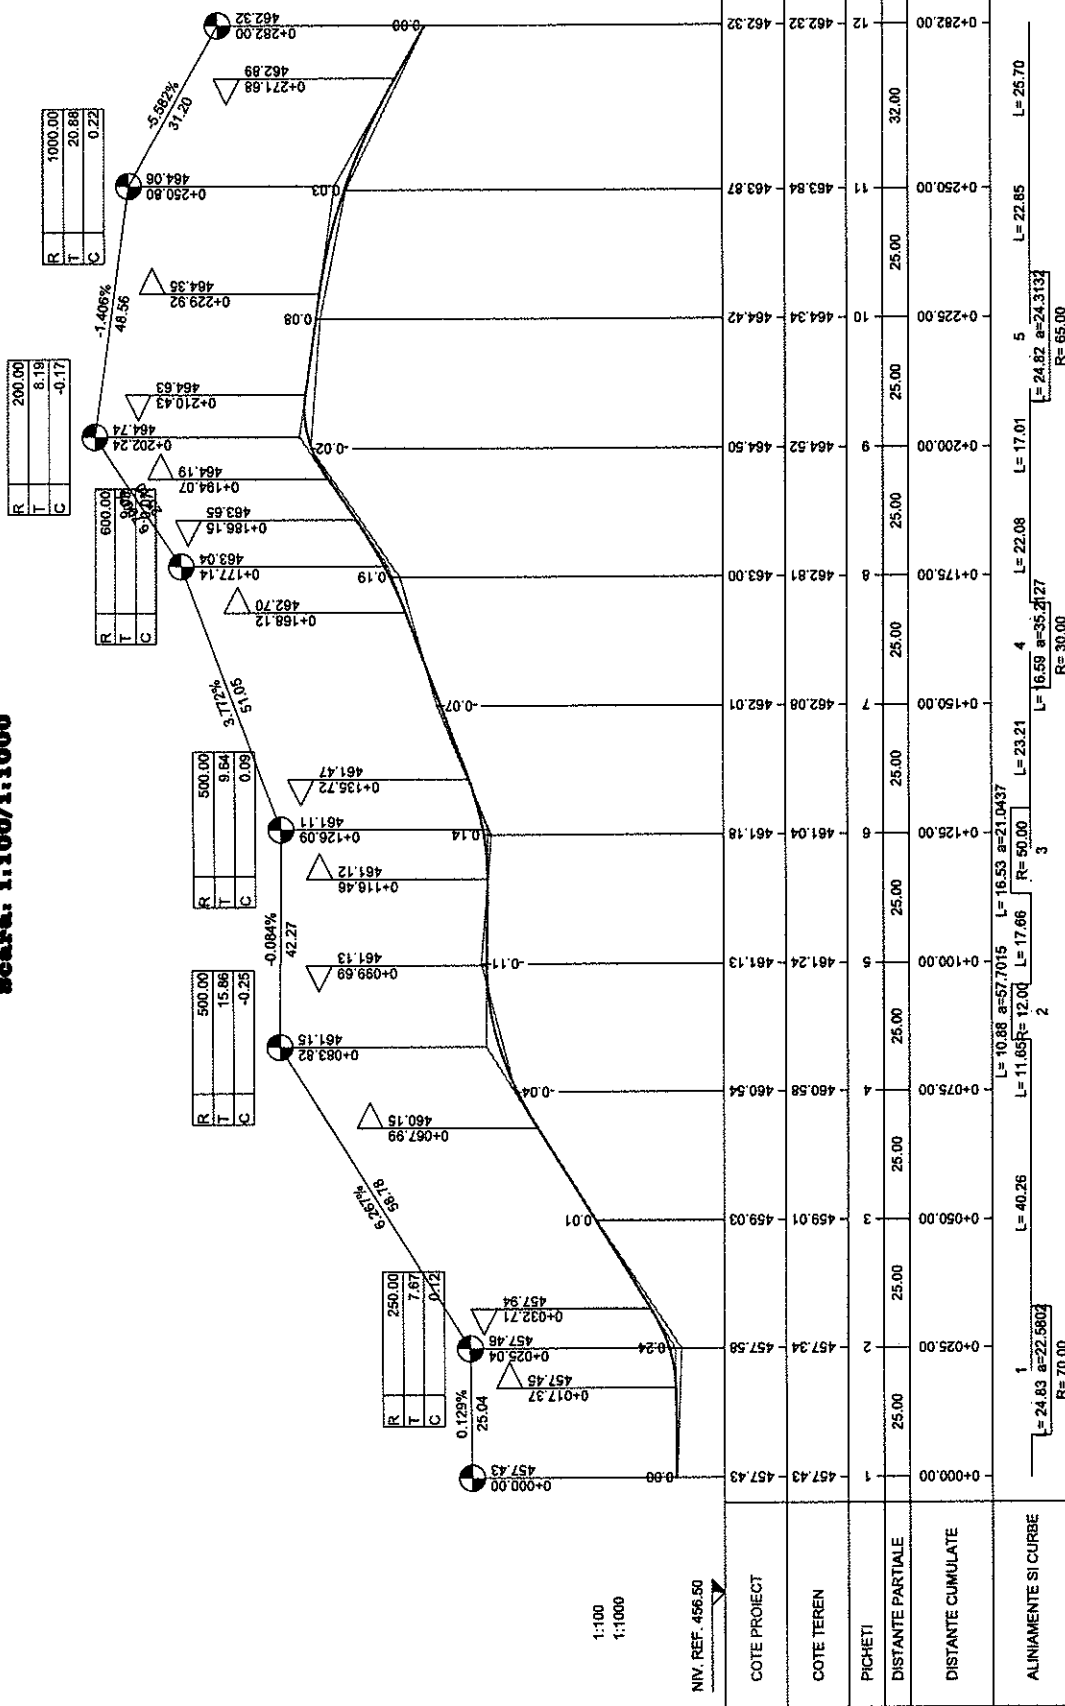 Scara: 1:100/1:1000
R 250.00
T 7.67
C 0.12
R 500.00
T 15.86
C -0.25
R 500.00
T 9.64
C 0.09
R 600.00
T
C
R 200.00
T 8.19
C -0.17
R 1000.00
T 20.88
C 0.22
0.129%
25.04
6.267%
58.78
-0.084%
42.27
3.772%
51.05
-1.406%
48.56
-5.582%
31.20
0+000.00
457.43
0+017.37
457.45
0+025.04
457.46
0+032.71
457.94
0+067.99
460.15
0+083.82
461.15
0+099.69
461.13
0+116.46
461.12
0+126.09
461.11
0+135.72
461.47
0+168.12
462.70
0+177.14
463.04
0+186.15
463.65
0+194.07
464.19
0+202.24
464.74
0+210.43
464.63
0+229.92
464.35
0+250.80
464.06
0+271.68
462.89
0+282.00
462.32
0.00 0.24 0.01 -0.04 -0.11 0.14 -0.07 0.19 -0.02 0.08 0.03 0.00
1:100
1:1000
NIV. REF. 456.50
COTE PROIECT 457.43 457.58 459.03 460.54 461.13 461.18 462.01 463.00 464.50 464.42 463.87 462.32
COTE TEREN 457.43 457.34 459.01 460.58 461.24 461.04 462.08 462.81 464.52 464.34 463.84 462.32
PICHETI 1 2 3 4 5 6 7 8 9 10 11 12
DISTANTE PARTIALE 25.00 25.00 25.00 25.00 25.00 25.00 25.00 25.00 25.00 25.00 32.00
DISTANTE CUMULATE 0+000.00 0+025.00 0+050.00 0+075.00 0+100.00 0+125.00 0+150.00 0+175.00 0+200.00 0+225.00 0+250.00 0+282.00
ALINIAMENTE SI CURBE
1
L= 24.83 a=22.5802
R= 70.00
L= 40.26
L= 11.65
L= 10.88 a=57.7015
R= 12.00
2
L= 17.66
L= 16.53 a=21.0437
R= 50.00
3
L= 23.21
4
L= 16.59 a=35.2127
R= 30.00
L= 22.08
L= 17.01
5
L= 24.82 a=24.3132
R= 65.00
L= 22.85
L= 25.70